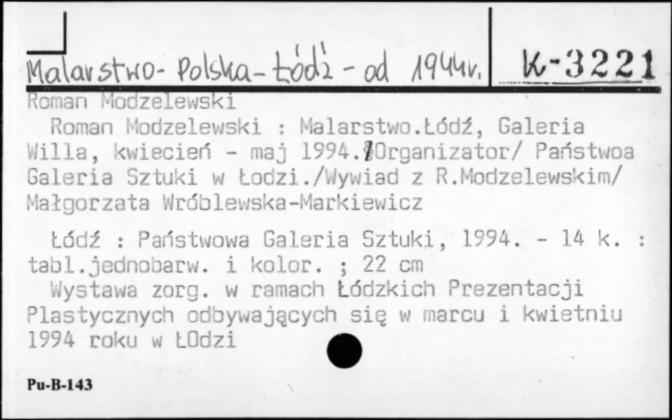 Malarstwo - Polska - Łódź - od 1944r.
K-3221
Roman Modzelewski
Roman Modzelewski : Malarstwo.Łódź, Galeria
Willa, kwiecień - maj 1994./Organizator/ Państwoa
Galeria Sztuki w Łodzi./Wywiad z R.Modzelewskim/
Małgorzata Wróblewska-Markiewicz
Łódź : Państwowa Galeria Sztuki, 1994. - 14 k. :
tabl.jednobarw. i kolor. ; 22 cm
Wystawa zorg. w ramach Łódzkich Prezentacji
Plastycznych odbywających się w marcu i kwietniu
1994 roku w ŁOdzi
Pu-B-143